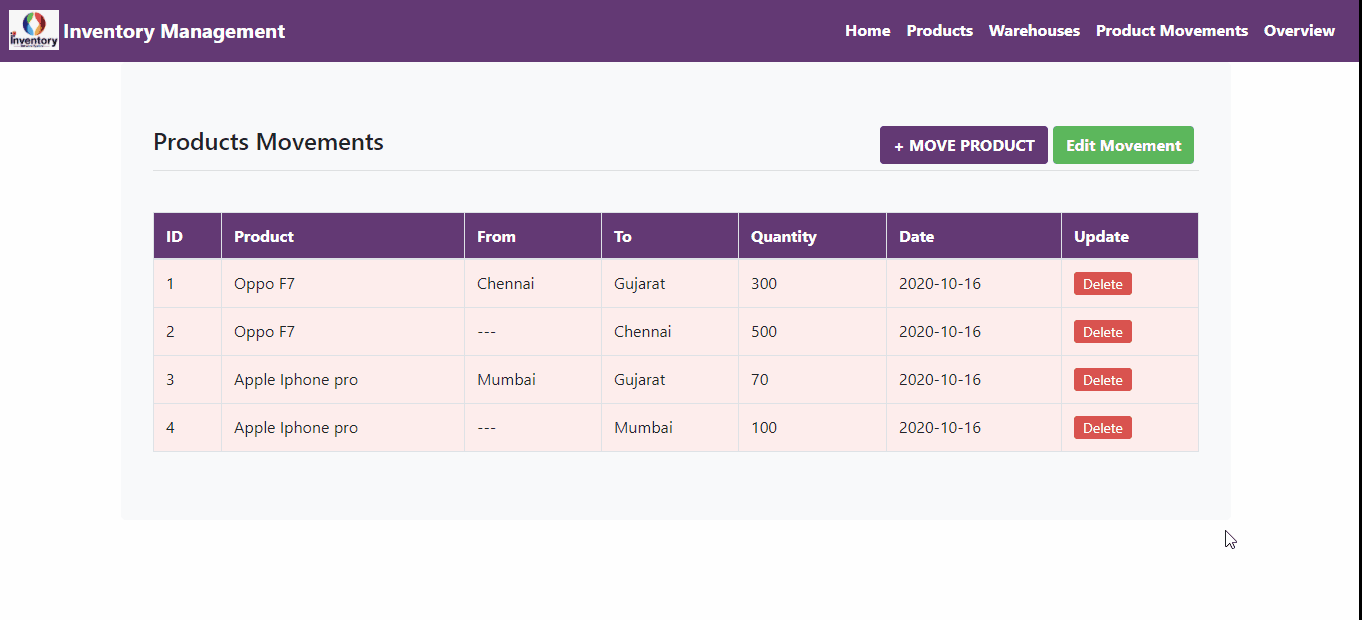 inventory
Inventory Management Home Products Warehouses Product Movements Overview
Products Movements + MOVE PRODUCT Edit Movement
ID Product From To Quantity Date Update
1 Oppo F7 Chennai Gujarat 300 2020-10-16 Delete
2 Oppo F7 --- Chennai 500 2020-10-16 Delete
3 Apple Iphone pro Mumbai Gujarat 70 2020-10-16 Delete
4 Apple Iphone pro --- Mumbai 100 2020-10-16 Delete